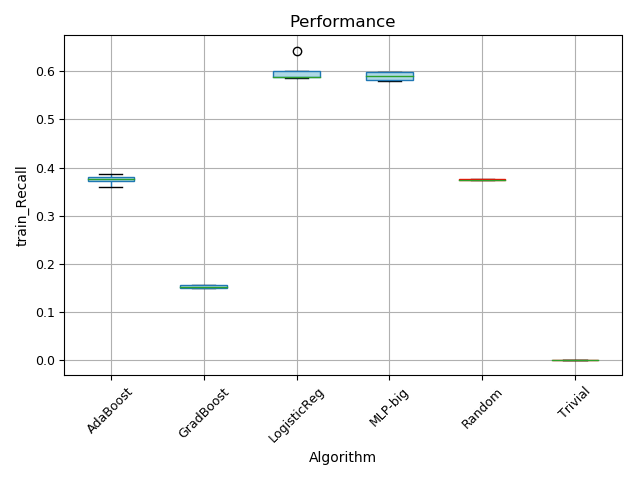 Performance
train_Recall
0.6
0.5
0.4
0.3
0.2
0.1
0.0
AdaBoost
GradBoost
LogisticReg
MLP-big
Random
Trivial
Algorithm